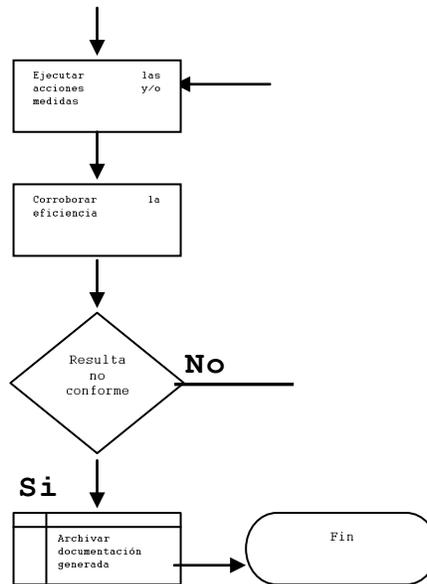 Ejecutar las
acciones y/o
medidas
Corroborar la
eficiencia
Resulta
no
conforme
No
Si
Archivar
documentación
generada
Fin